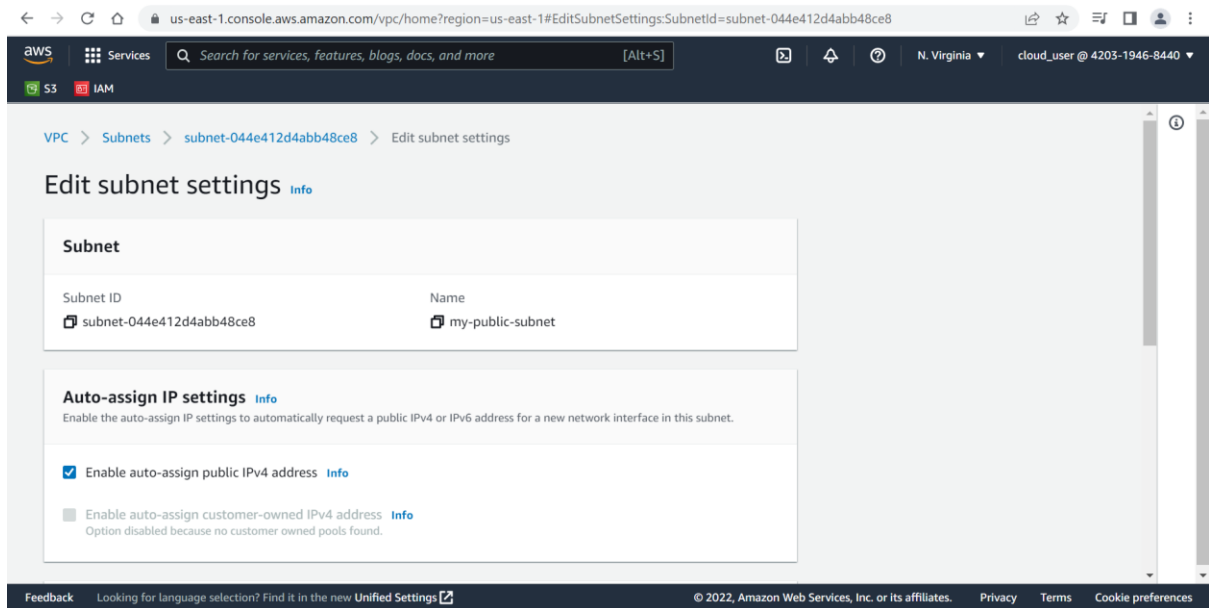 us-east-1.console.aws.amazon.com/vpc/home?region=us-east-1#EditSubnetSettings:SubnetId=subnet-044e412d4abb48ce8
aws Services Search for services, features, blogs, docs, and more [Alt+S] N. Virginia ▼ cloud_user @ 4203-1946-8440 ▼
S3 IAM
VPC > Subnets > subnet-044e412d4abb48ce8 > Edit subnet settings
Edit subnet settings Info
Subnet
Subnet ID Name
subnet-044e412d4abb48ce8 my-public-subnet
Auto-assign IP settings Info
Enable the auto-assign IP settings to automatically request a public IPv4 or IPv6 address for a new network interface in this subnet.
Enable auto-assign public IPv4 address Info
Enable auto-assign customer-owned IPv4 address Info
Option disabled because no customer owned pools found.
Feedback Looking for language selection? Find it in the new Unified Settings © 2022, Amazon Web Services, Inc. or its affiliates. Privacy Terms Cookie preferences